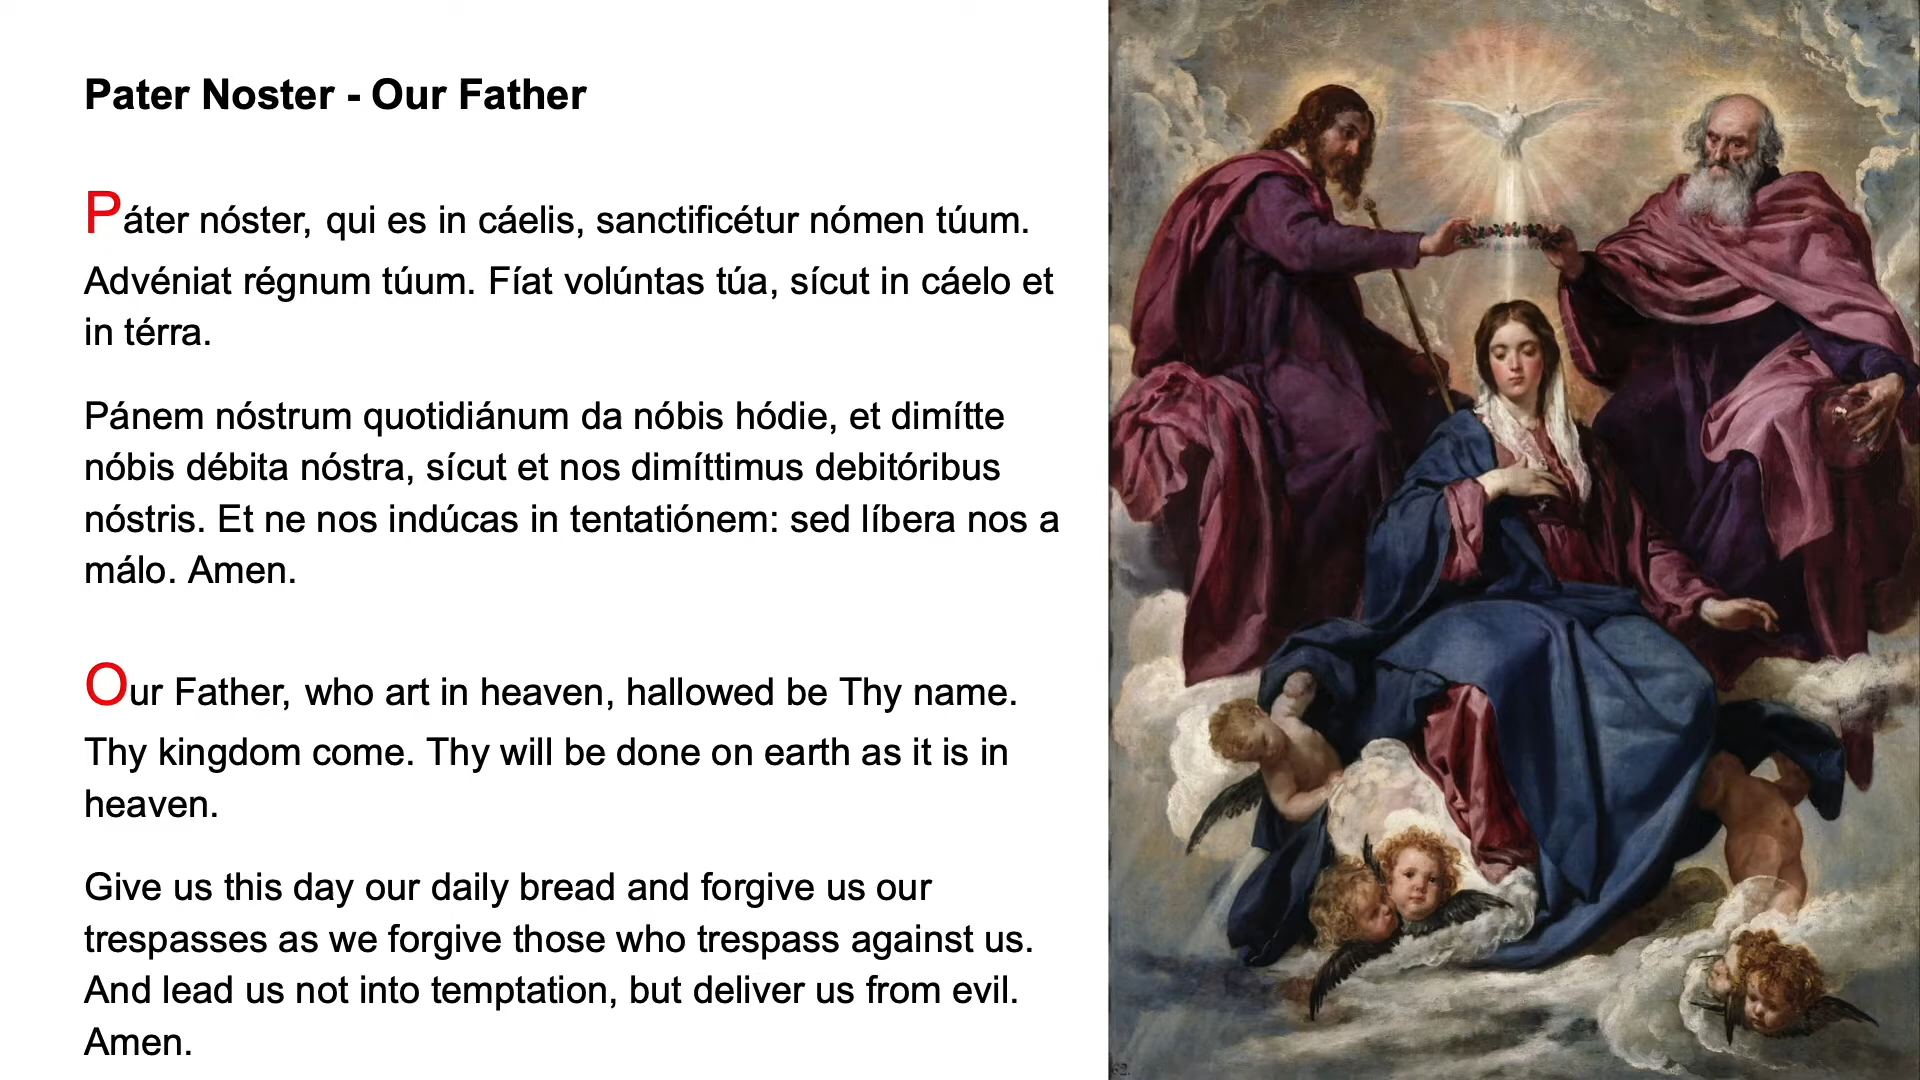 Pater Noster - Our Father
Páter nóster, qui es in cáelis, sanctificétur nómen túum.
Advéniat régnum túum. Fíat volúntas túa, sícut in cáelo et
in térra.
Pánem nóstrum quotidiánum da nóbis hódie, et dimítte
nóbis débita nóstra, sícut et nos dimíttimus debitóribus
nóstris. Et ne nos indúcas in tentatiónem: sed líbera nos a
málo. Amen.
Our Father, who art in heaven, hallowed be Thy name.
Thy kingdom come. Thy will be done on earth as it is in
heaven.
Give us this day our daily bread and forgive us our
trespasses as we forgive those who trespass against us.
And lead us not into temptation, but deliver us from evil.
Amen.